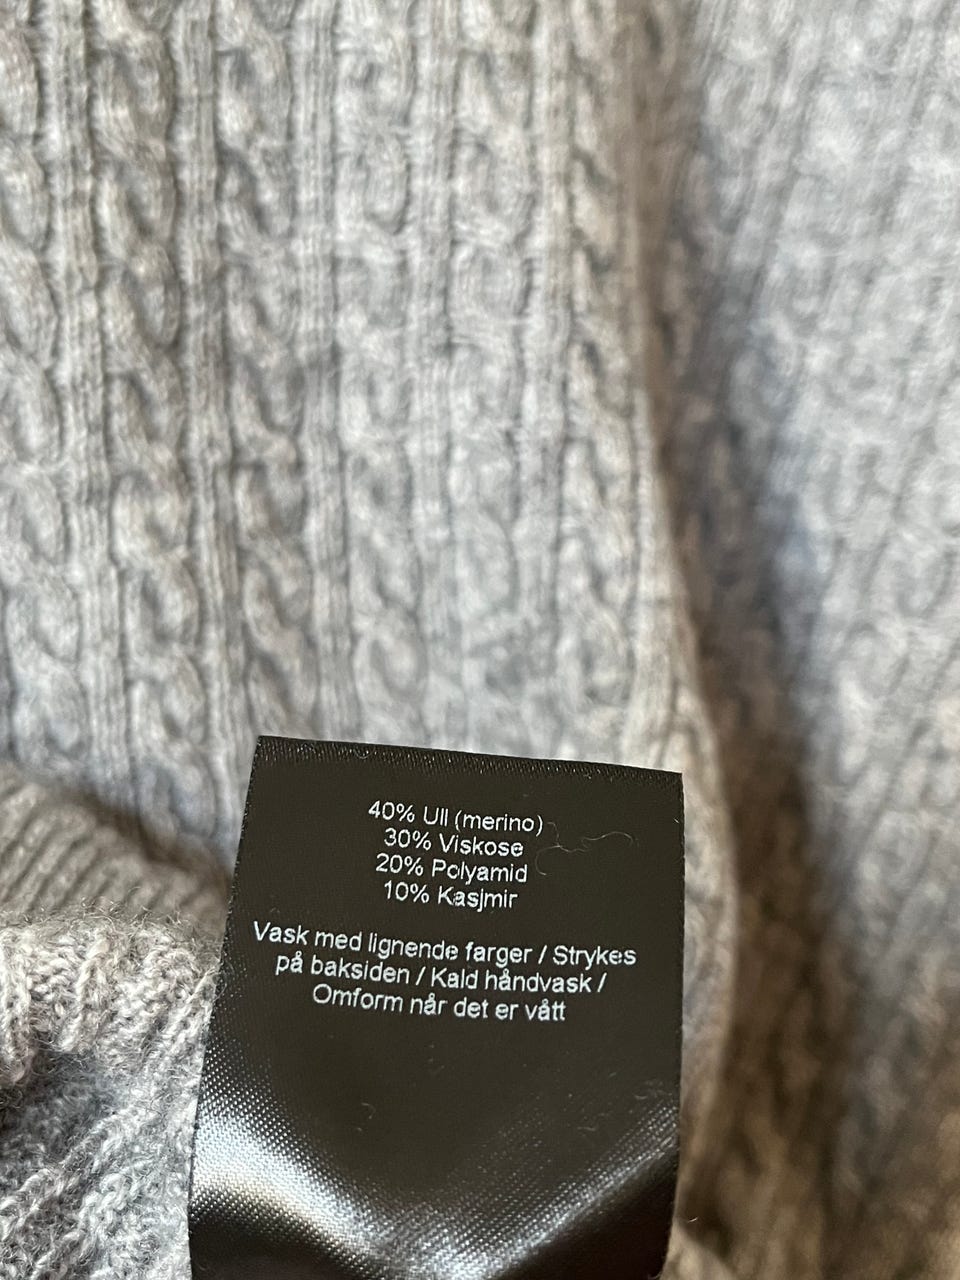 40% Ull (merino)
30% Viskose
20% Polyamid
10% Kasjmir
Vask med lignende farger / Strykes
på baksiden / Kald håndvask /
Omform når det er vått